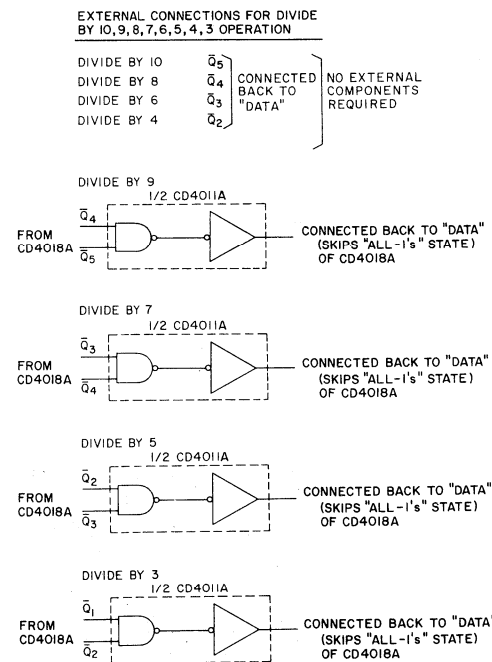 EXTERNAL CONNECTIONS FOR DIVIDE
BY 10,9,8,7,6,5,4,3 OPERATION
DIVIDE BY 10 Q̅5
DIVIDE BY 8 Q̅4
DIVIDE BY 6 Q̅3
DIVIDE BY 4 Q̅2
CONNECTED
BACK TO
"DATA"
NO EXTERNAL
COMPONENTS
REQUIRED
DIVIDE BY 9
1/2 CD4011A
Q̅4
FROM
CD4018A
Q̅5
CONNECTED BACK TO "DATA"
(SKIPS "ALL-1's" STATE)
OF CD4018A
DIVIDE BY 7
1/2 CD4011A
Q̅3
FROM
CD4018A
Q̅4
CONNECTED BACK TO "DATA"
(SKIPS "ALL-1's" STATE)
OF CD4018A
DIVIDE BY 5
1/2 CD4011A
Q̅2
FROM
CD4018A
Q̅3
CONNECTED BACK TO "DATA"
(SKIPS "ALL-1's" STATE)
OF CD4018A
DIVIDE BY 3
1/2 CD4011A
Q̅1
FROM
CD4018A
Q̅2
CONNECTED BACK TO "DATA'
(SKIPS "ALL-1's" STATE)
OF CD4018A